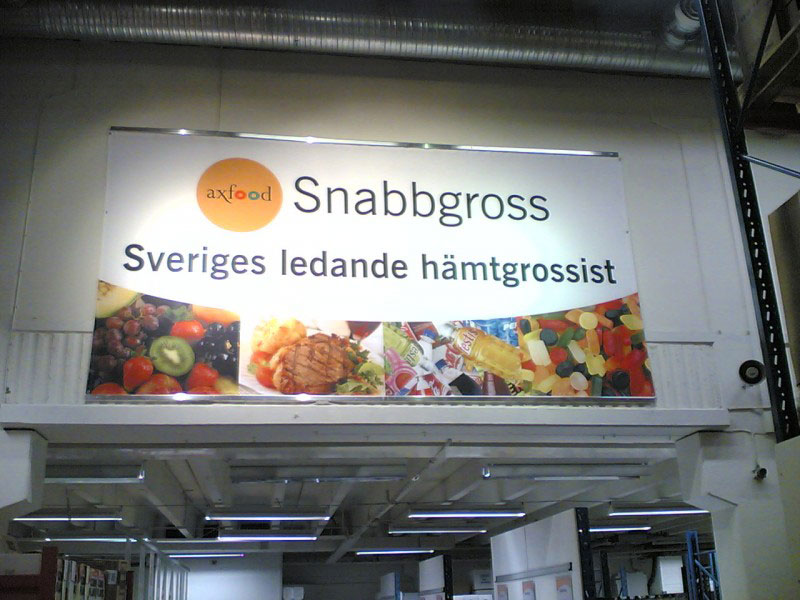 axfood Snabbgross
Sveriges ledande hämtgrossist